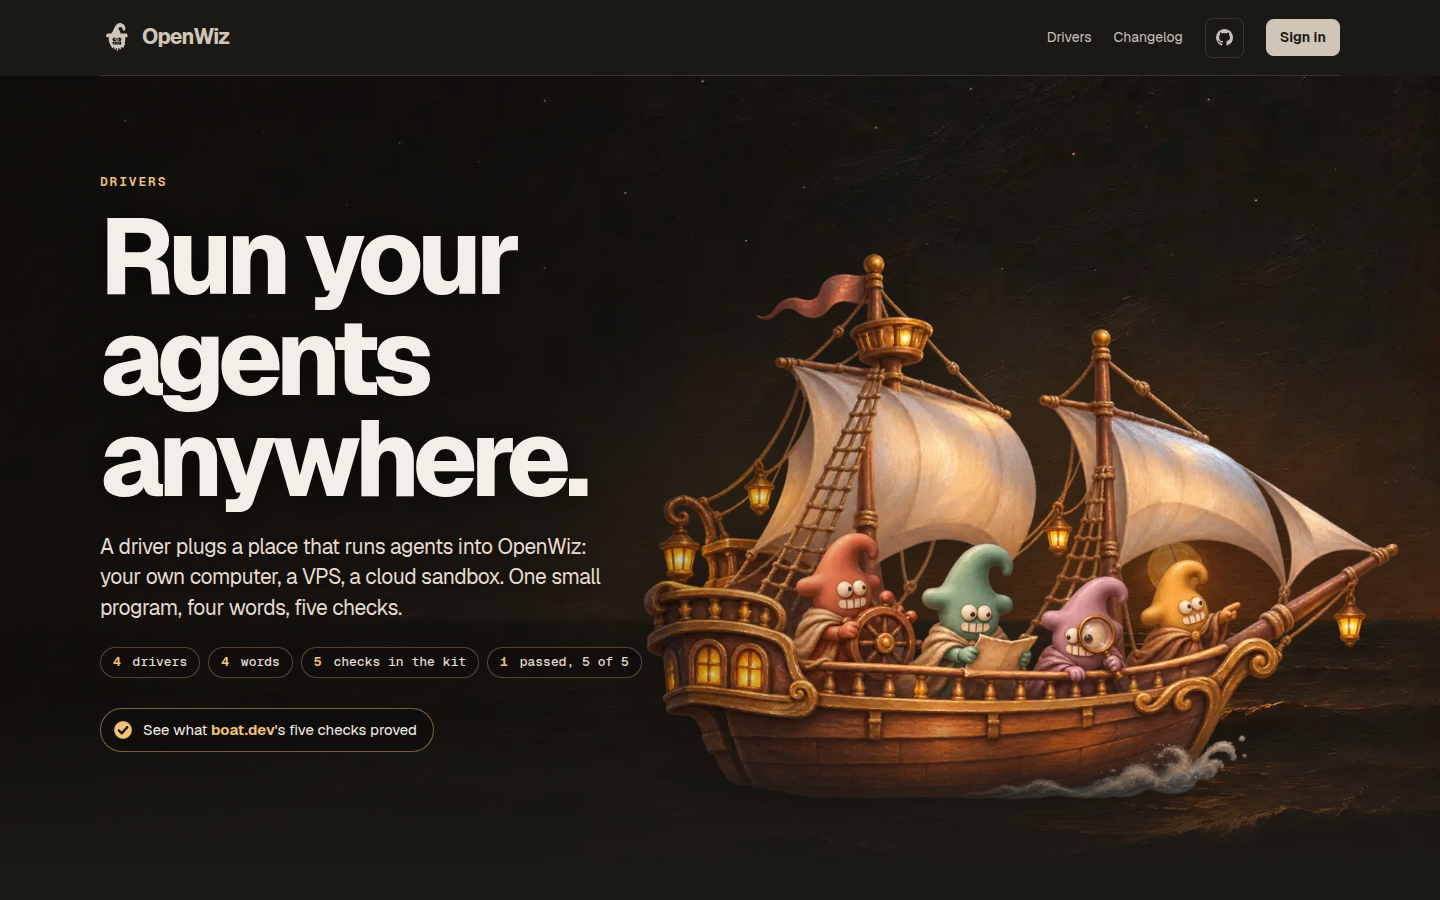 OpenWiz
Drivers
Changelog
Sign in
DRIVERS
Run your
agents
anywhere.
A driver plugs a place that runs agents into OpenWiz:
your own computer, a VPS, a cloud sandbox. One small
program, four words, five checks.
4 drivers
4 words
5 checks in the kit
1 passed, 5 of 5
See what boat.dev's five checks proved